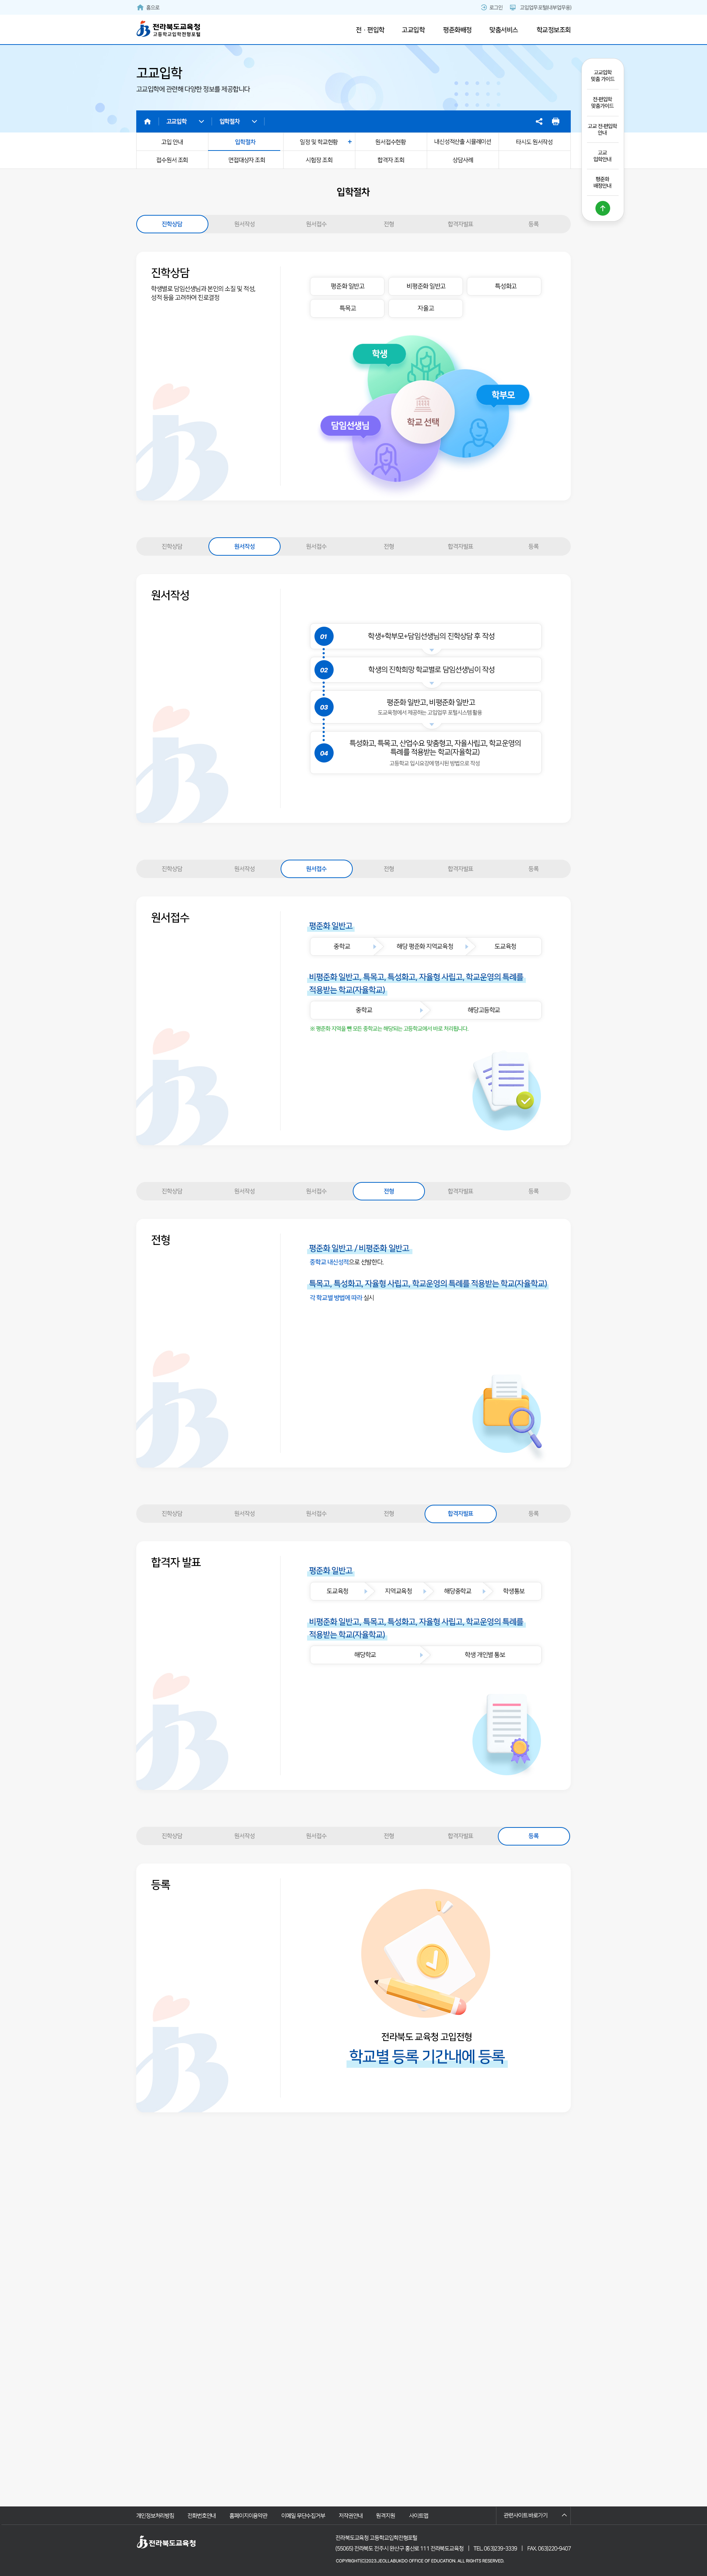 홈으로
로그인
고입업무포털(내부업무용)
전라북도교육청
고등학교입학전형포털
전 · 편입학 고교입학 평준화배정 맞춤서비스 학교정보조회
고교입학
고교입학에 관련해 다양한 정보를 제공합니다
고교입학 입학절차
고입 안내 입학절차 일정 및 학교현황 + 원서접수현황 내신성적산출 시뮬레이션 타시도 원서작성
접수원서 조회 면접대상자 조회 시험장 조회 합격자 조회 상담사례
고교입학
맞춤 가이드
전·편입학
맞춤가이드
고교 전·편입학
안내
고교
입학안내
평준화
배정안내
입학절차
진학상담 원서작성 원서접수 전형 합격자발표 등록
진학상담
학생별로 담임선생님과 본인의 소질 및 적성,
성적 등을 고려하여 진로결정
평준화 일반고 비평준화 일반고 특성화고
특목고 자율고
학생
학부모
담임선생님
학교 선택
진학상담 원서작성 원서접수 전형 합격자발표 등록
원서작성
01 학생+학부모+담임선생님의 진학상담 후 작성
02 학생의 진학희망 학교별로 담임선생님이 작성
03 평준화 일반고, 비평준화 일반고
도교육청에서 제공하는 고입업무 포털시스템 활용
04 특성화고, 특목고, 산업수요 맞춤형고, 자율사립고, 학교운영의
특례를 적용받는 학교(자율학교)
고등학교 입시요강에 명시된 방법으로 작성
진학상담 원서작성 원서접수 전형 합격자발표 등록
원서접수
평준화 일반고
중학교 해당 평준화 지역교육청 도교육청
비평준화 일반고, 특목고, 특성화고, 자율형 사립고, 학교운영의 특례를
적용받는 학교(자율학교)
중학교 해당고등학교
※ 평준화 지역을 뺀 모든 중학교는 해당되는 고등학교에서 바로 처리됩니다.
진학상담 원서작성 원서접수 전형 합격자발표 등록
전형
평준화 일반고 / 비평준화 일반고
중학교 내신성적으로 선발한다.
특목고, 특성화고, 자율형 사립고, 학교운영의 특례를 적용받는 학교(자율학교)
각 학교별 방법에 따라 실시
진학상담 원서작성 원서접수 전형 합격자발표 등록
합격자 발표
평준화 일반고
도교육청 지역교육청 해당중학교 학생통보
비평준화 일반고, 특목고, 특성화고, 자율형 사립고, 학교운영의 특례를
적용받는 학교(자율학교)
해당학교 학생 개인별 통보
진학상담 원서작성 원서접수 전형 합격자발표 등록
등록
전라북도 교육청 고입전형
학교별 등록 기간내에 등록
개인정보처리방침 전화번호안내 홈페이지이용약관 이메일 무단수집거부 저작권안내 원격지원 사이트맵 관련사이트 바로가기
전라북도교육청
전라북도교육청 고등학교입학전형포털
(55065) 전라북도 전주시 완산구 홍산로 111 전라북도교육청 | TEL. 063)239-3339 | FAX. 063)220-9407
COPYRIGHT(C)2023.JEOLLABUKDO OFFICE OF EDUCATION. ALL RIGHTS RESERVED.